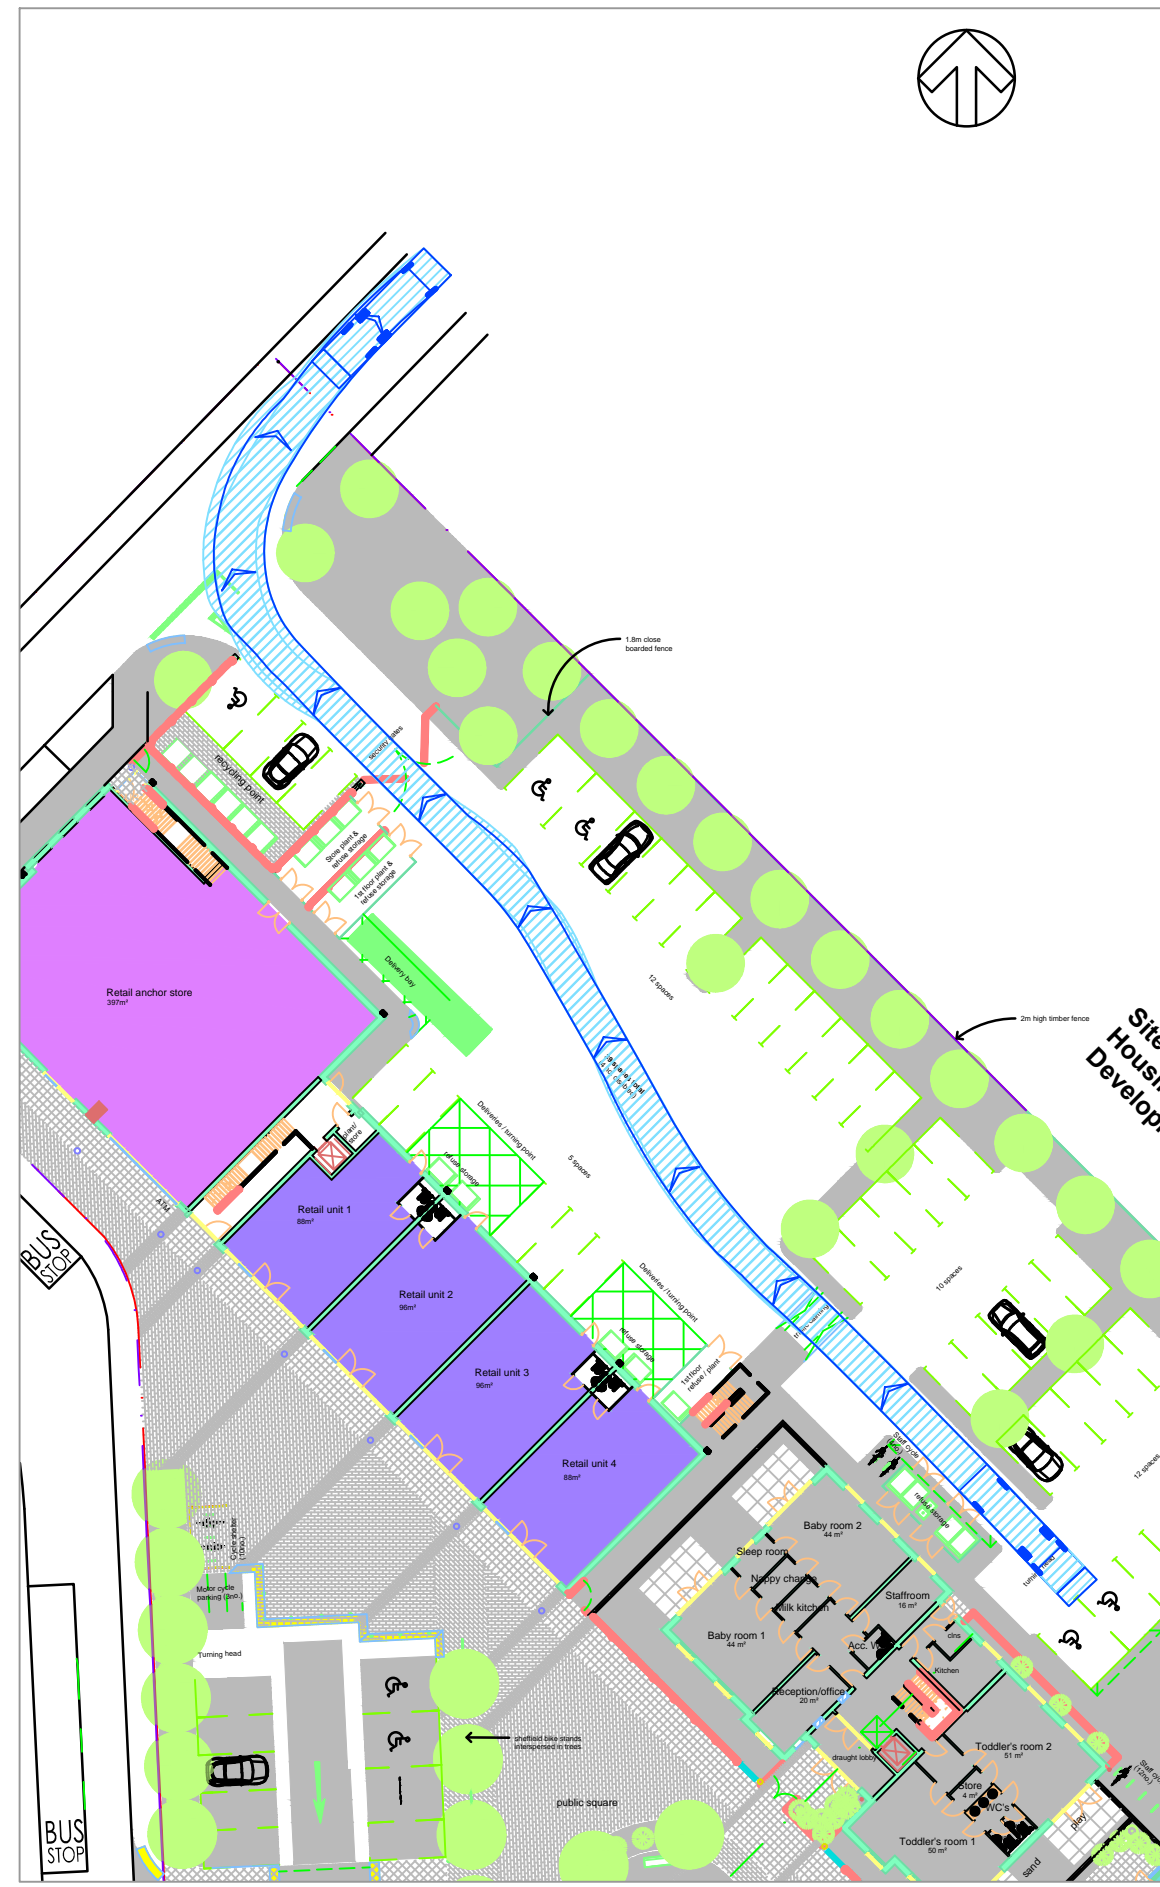 1.8m close
boarded fence
security gates
recycling point
Store plant &
refuse storage
1st floor plant &
refuse storage
Delivery bay
12 spaces
2m high timber fence
Retail anchor store
397m²
plant/
store
Deliveries / turning point
refuse storage
5 spaces
ATM
Retail unit 1
88m²
Retail unit 2
96m²
Retail unit 3
96m²
Retail unit 4
88m²
Deliveries / turning point
refuse storage
1st floor
refuse / plant
10 spaces
12 spaces
BUS
STOP
Staff cycle
refuse storage
Baby room 2
44 m²
Sleep room
Nappy change
Milk kitchen
Baby room 1
44 m²
Staffroom
16 m²
Acc.
clns
Kitchen
Reception/office
20 m²
draught lobby
Toddler's room 2
51 m²
Store
4 m²
WC's
Toddler's room 1
50 m²
play
sand
Cycle shelter
(10no.)
Motor cycle
parking (3no.)
Turning head
sheffield bike stands
interspersed in trees
public square
(12no.)
BUS
STOP